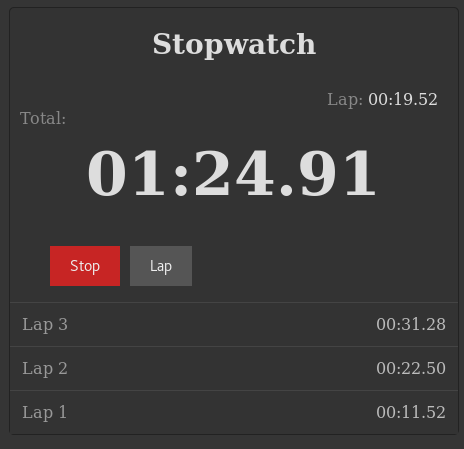 Stopwatch
Lap: 00:19.52
Total:
01:24.91
Stop Lap
Lap 3 00:31.28
Lap 2 00:22.50
Lap 1 00:11.52